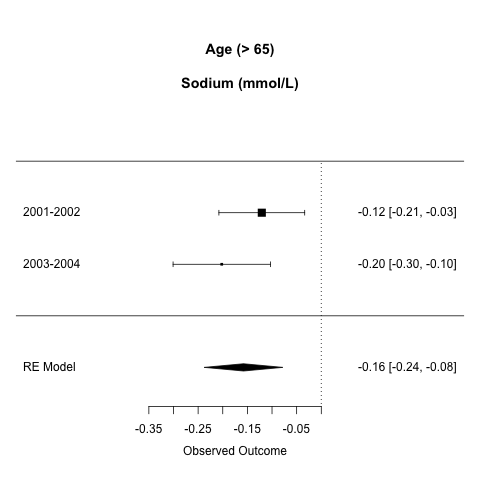 Age (> 65)
Sodium (mmol/L)
2001-2002 -0.12 [-0.21, -0.03]
2003-2004 -0.20 [-0.30, -0.10]
RE Model -0.16 [-0.24, -0.08]
-0.35 -0.25 -0.15 -0.05
Observed Outcome